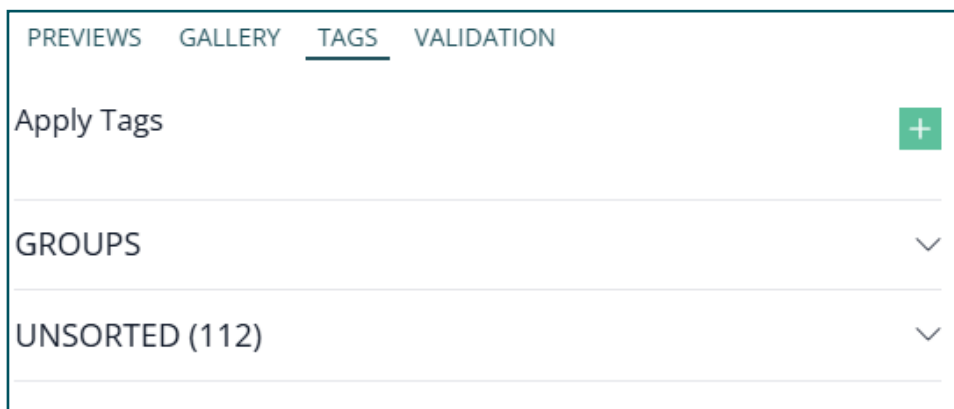 PREVIEWS GALLERY TAGS VALIDATION
Apply Tags
+
GROUPS
UNSORTED (112)